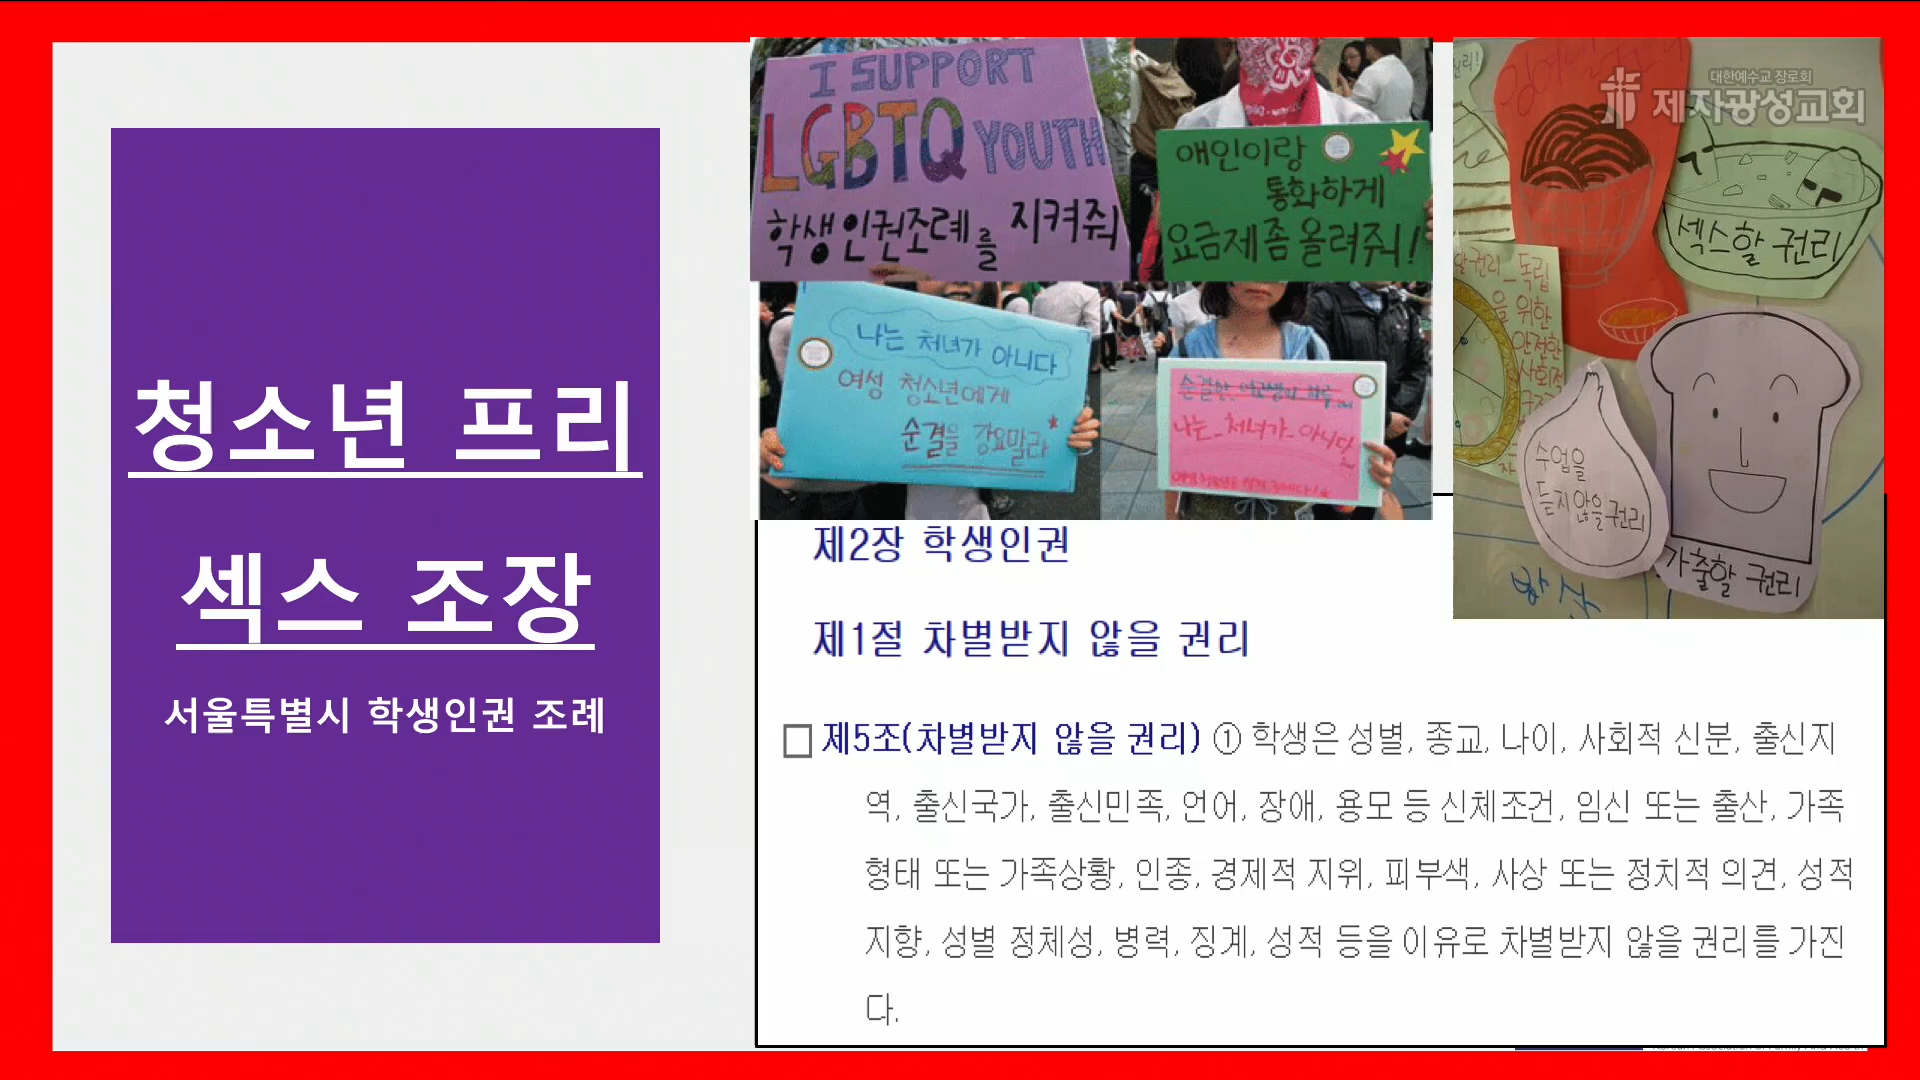 청소년 프리
섹스 조장
서울특별시 학생인권 조례
I SUPPORT
LGBTQ YOUTH
학생인권조례를 지켜줘
애인이랑
통화하게
요금제 좀 올려줘!
나는 처녀가 아니다
여성 청소년에게
순결을 강요말라
나는 처녀가 아니다
대한예수교 장로회
제자광성교회
섹스할 권리
독립
을 위한
안전한
사회적
수업을
듣지 않을 권리
가출할 권리
제2장 학생인권
제1절 차별받지 않을 권리
제5조(차별받지 않을 권리) ① 학생은 성별, 종교, 나이, 사회적 신분, 출신지
역, 출신국가, 출신민족, 언어, 장애, 용모 등 신체조건, 임신 또는 출산, 가족
형태 또는 가족상황, 인종, 경제적 지위, 피부색, 사상 또는 정치적 의견, 성적
지향, 성별 정체성, 병력, 징계, 성적 등을 이유로 차별받지 않을 권리를 가진
다.